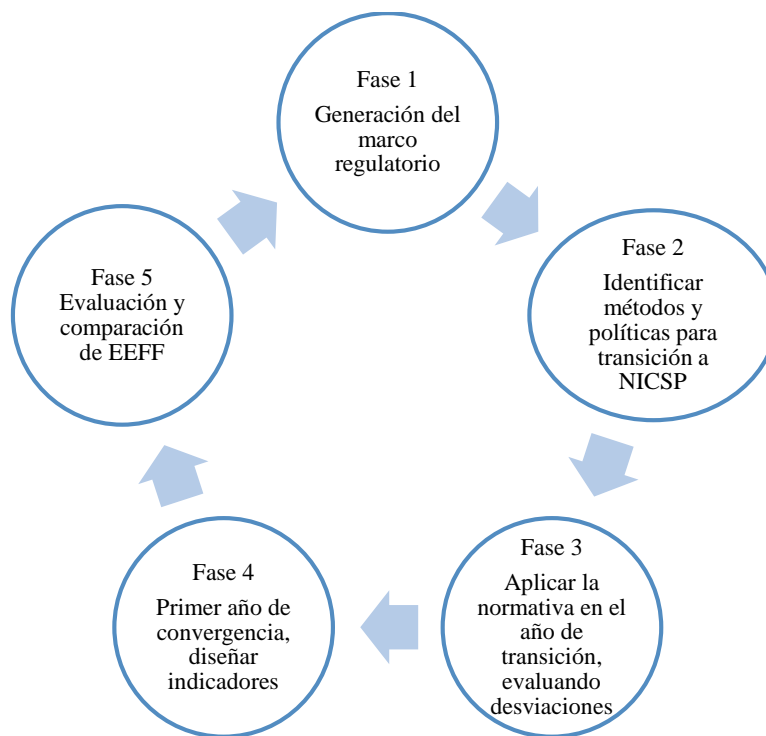 Fase 1
Generación del
marco
regulatorio
Fase 2
Identificar
métodos y
políticas para
transición a
NICSP
Fase 3
Aplicar la
normativa en el
año de
transición,
evaluando
desviaciones
Fase 4
Primer año de
convergencia,
diseñar
indicadores
Fase 5
Evaluación y
comparación
de EEFF